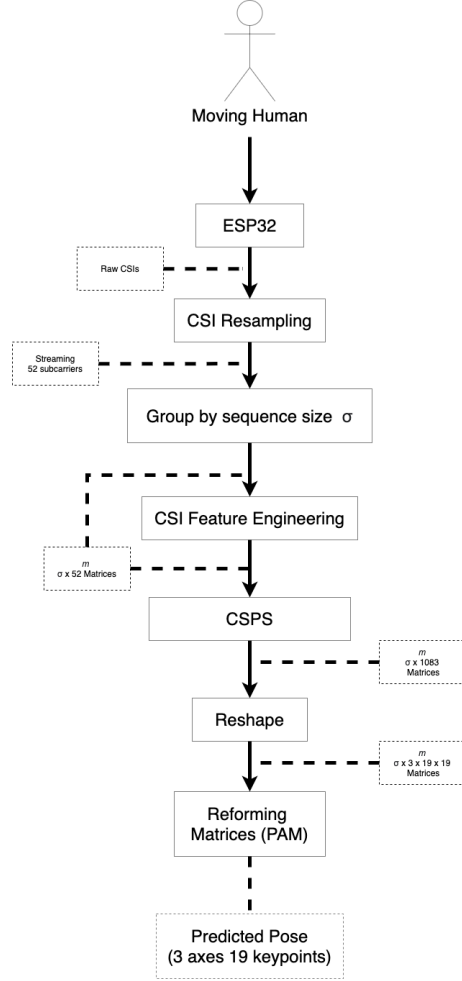 Moving Human
ESP32
Raw CSIs
CSI Resampling
Streaming
52 subcarriers
Group by sequence size σ
CSI Feature Engineering
m
σ x 52 Matrices
CSPS
m
σ x 1083
Matrices
Reshape
m
σ x 3 x 19 x 19
Matrices
Reforming
Matrices (PAM)
Predicted Pose
(3 axes 19 keypoints)